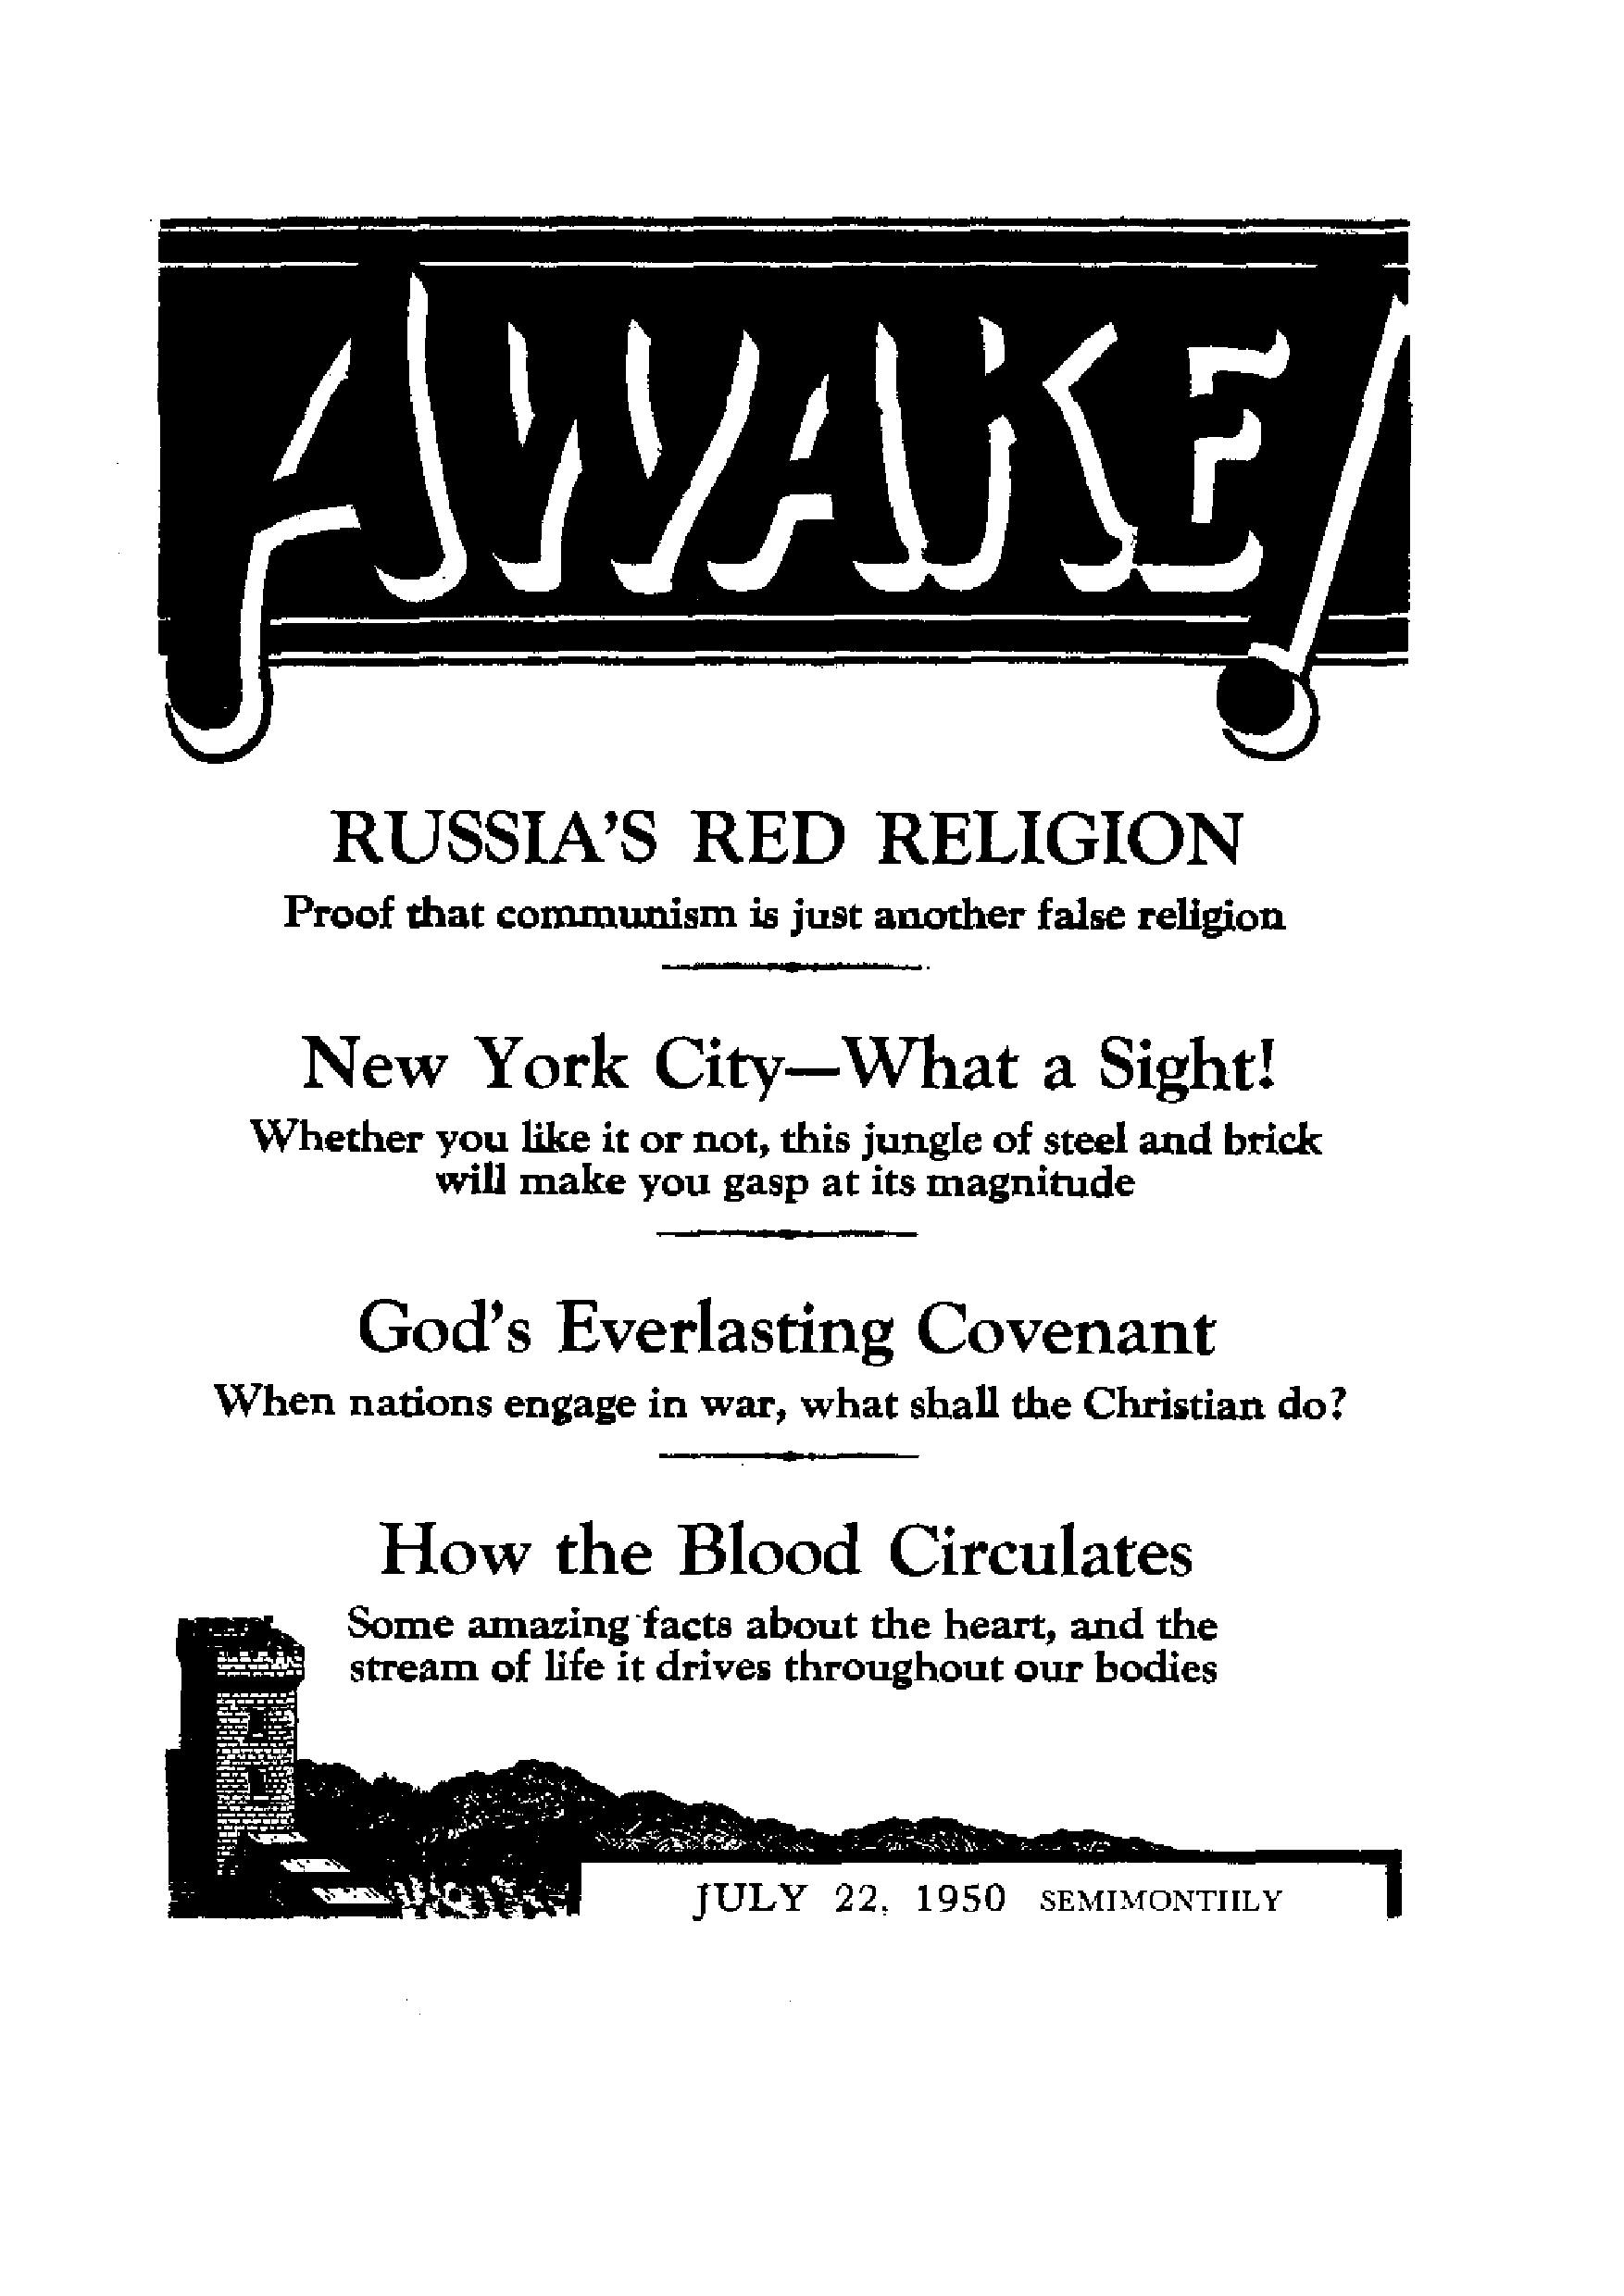 AWAKE!
RUSSIA'S RED RELIGION
Proof that communism is just another false religion
New York City—What a Sight!
Whether you like it or not, this jungle of steel and brick
will make you gasp at its magnitude
God's Everlasting Covenant
When nations engage in war, what shall the Christian do?
How the Blood Circulates
Some amazing facts about the heart, and the
stream of life it drives throughout our bodies
JULY 22, 1950 SEMIMONTHLY